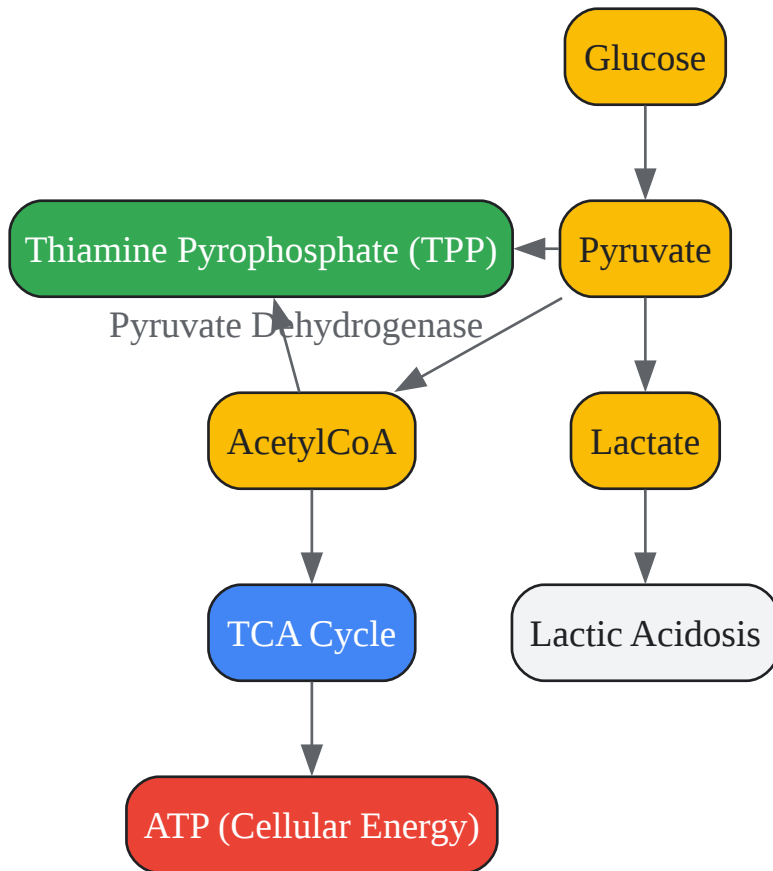 Glucose
Thiamine Pyrophosphate (TPP)
Pyruvate
Pyruvate Dehydrogenase
AcetylCoA
Lactate
TCA Cycle
Lactic Acidosis
ATP (Cellular Energy)